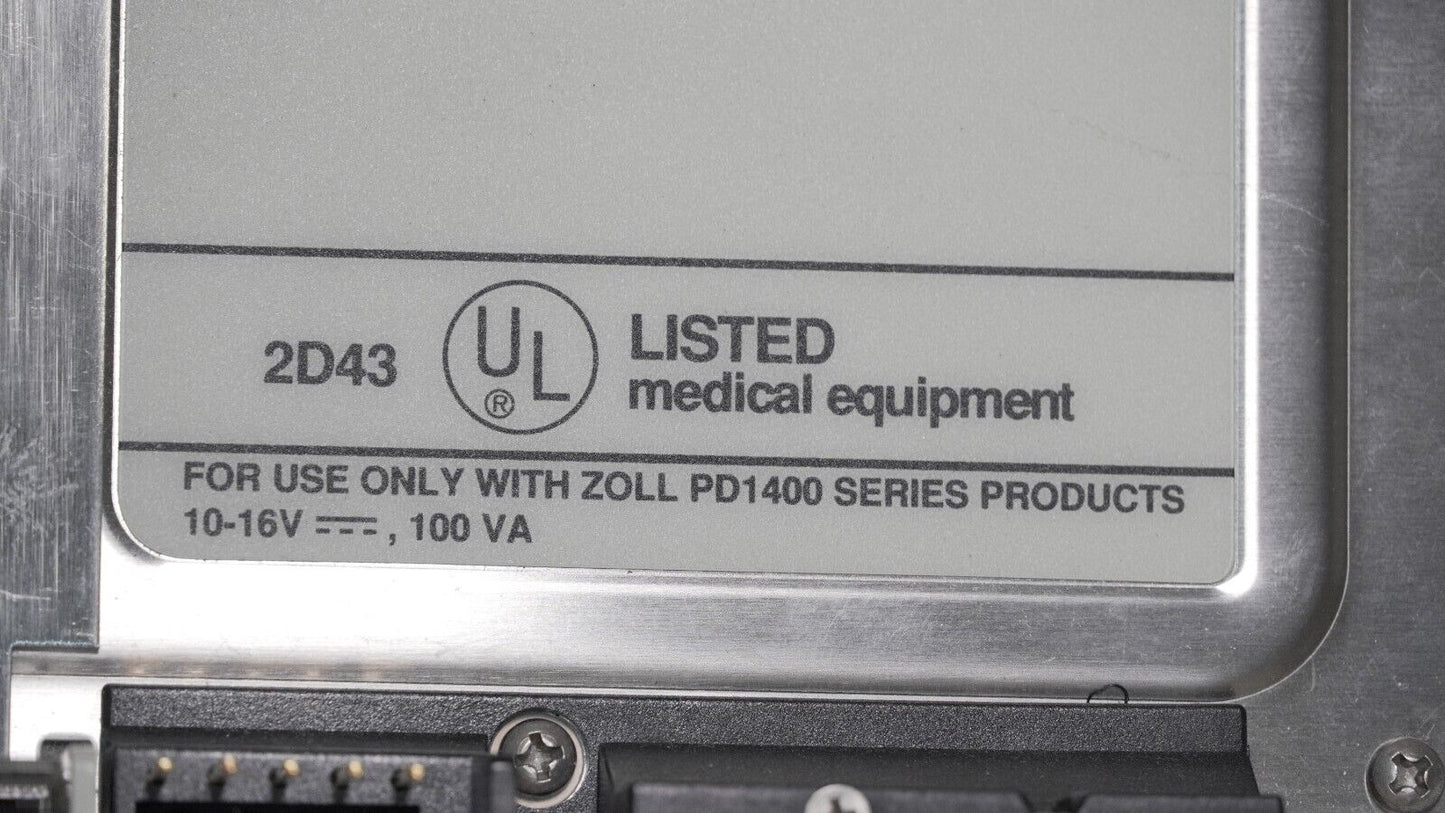 2D43 UL® LISTED
medical equipment
FOR USE ONLY WITH ZOLL PD1400 SERIES PRODUCTS
10-16V ⎓, 100 VA